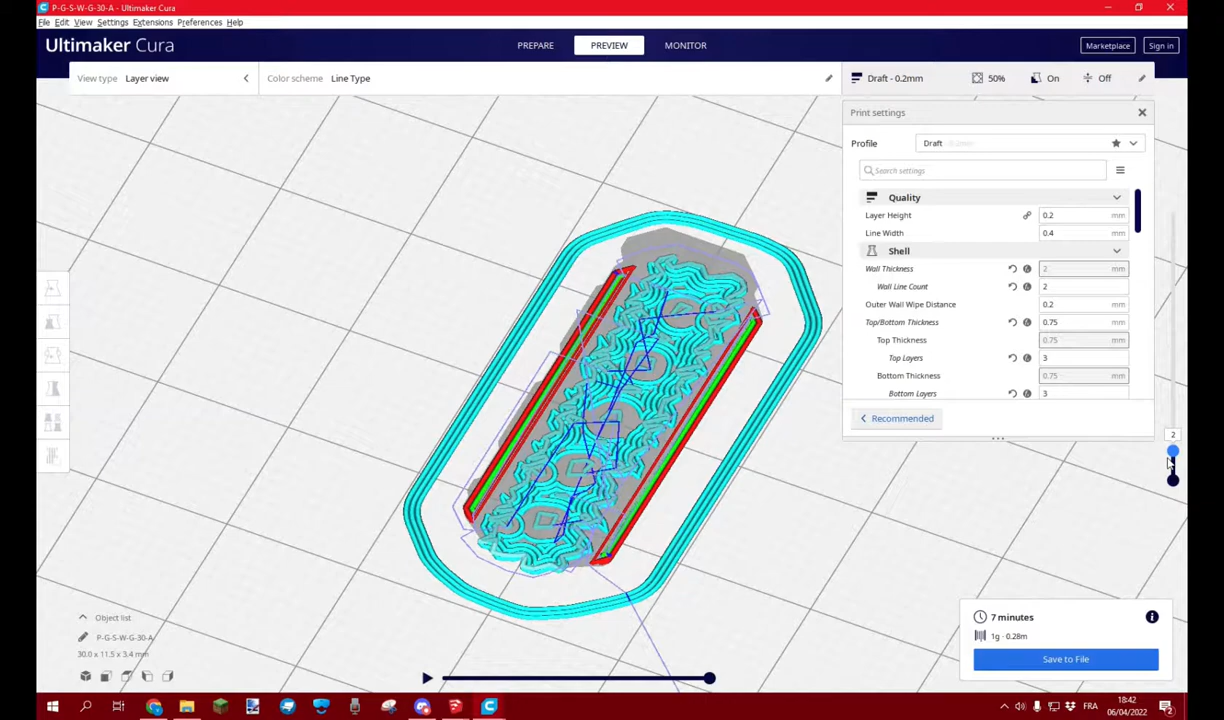 P-G-S-W-G-30-A - Ultimaker Cura
File Edit View Settings Extensions Preferences Help
Ultimaker Cura
PREPARE
PREVIEW
MONITOR
Marketplace
Sign in
View type Layer view
Color scheme Line Type
Draft - 0.2mm
50%
On
Off
Print settings
Profile
Draft 0.2mm
Search settings
Quality
Layer Height 0.2 mm
Line Width 0.4 mm
Shell
Wall Thickness 2 mm
Wall Line Count 2
Outer Wall Wipe Distance 0.2 mm
Top/Bottom Thickness 0.75 mm
Top Thickness 0.75 mm
Top Layers 3
Bottom Thickness 0.75 mm
Bottom Layers 3
Recommended
2
Object list
P-G-S-W-G-30-A
30.0 x 11.5 x 3.4 mm
7 minutes
1g · 0.28m
Save to File
FRA
18:42
06/04/2022
2